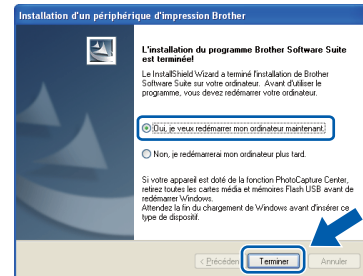 Installation d'un périphérique d'impression Brother
L'installation du programme Brother Software Suite
est terminée!
Le InstallShield Wizard a terminé l'installation de Brother
Software Suite sur votre ordinateur. Avant d'utiliser le
programme, vous devez redémarrer votre ordinateur.
Oui, je veux redémarrer mon ordinateur maintenant.
Non, je redémarrerai mon ordinateur plus tard.
Si votre appareil est doté de la fonction PhotoCapture Center,
retirez toutes les cartes média et mémoires Flash USB avant de
redémarrer Windows.
Attendez la fin du chargement de Windows avant d'insérer ce
type de dispositif.
< Précéden Terminer Annuler